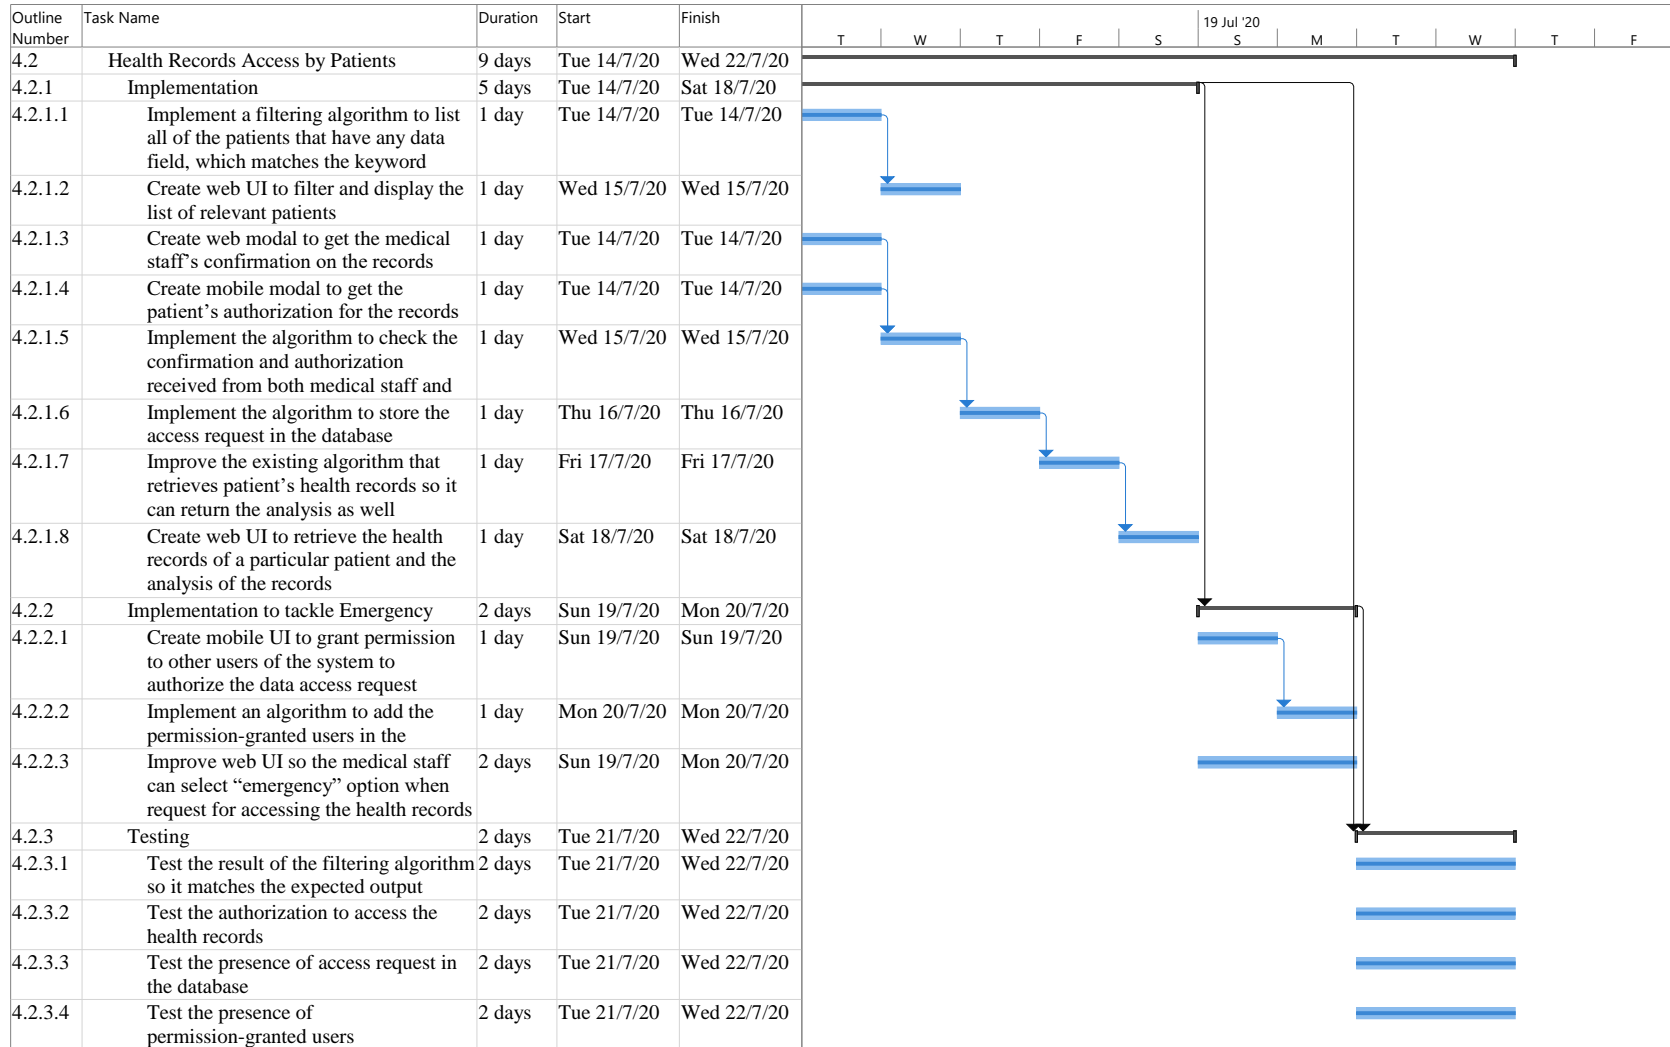 Outline Number Task Name Duration Start Finish
19 Jul '20
T W T F S S M T W T F
4.2 Health Records Access by Patients 9 days Tue 14/7/20 Wed 22/7/20
4.2.1 Implementation 5 days Tue 14/7/20 Sat 18/7/20
4.2.1.1 Implement a filtering algorithm to list 1 day Tue 14/7/20 Tue 14/7/20
all of the patients that have any data
field, which matches the keyword
4.2.1.2 Create web UI to filter and display the 1 day Wed 15/7/20 Wed 15/7/20
list of relevant patients
4.2.1.3 Create web modal to get the medical 1 day Tue 14/7/20 Tue 14/7/20
staff’s confirmation on the records
4.2.1.4 Create mobile modal to get the 1 day Tue 14/7/20 Tue 14/7/20
patient’s authorization for the records
4.2.1.5 Implement the algorithm to check the 1 day Wed 15/7/20 Wed 15/7/20
confirmation and authorization
received from both medical staff and
4.2.1.6 Implement the algorithm to store the 1 day Thu 16/7/20 Thu 16/7/20
access request in the database
4.2.1.7 Improve the existing algorithm that 1 day Fri 17/7/20 Fri 17/7/20
retrieves patient’s health records so it
can return the analysis as well
4.2.1.8 Create web UI to retrieve the health 1 day Sat 18/7/20 Sat 18/7/20
records of a particular patient and the
analysis of the records
4.2.2 Implementation to tackle Emergency 2 days Sun 19/7/20 Mon 20/7/20
4.2.2.1 Create mobile UI to grant permission 1 day Sun 19/7/20 Sun 19/7/20
to other users of the system to
authorize the data access request
4.2.2.2 Implement an algorithm to add the 1 day Mon 20/7/20 Mon 20/7/20
permission-granted users in the
4.2.2.3 Improve web UI so the medical staff 2 days Sun 19/7/20 Mon 20/7/20
can select “emergency” option when
request for accessing the health records
4.2.3 Testing 2 days Tue 21/7/20 Wed 22/7/20
4.2.3.1 Test the result of the filtering algorithm 2 days Tue 21/7/20 Wed 22/7/20
so it matches the expected output
4.2.3.2 Test the authorization to access the 2 days Tue 21/7/20 Wed 22/7/20
health records
4.2.3.3 Test the presence of access request in 2 days Tue 21/7/20 Wed 22/7/20
the database
4.2.3.4 Test the presence of 2 days Tue 21/7/20 Wed 22/7/20
permission-granted users